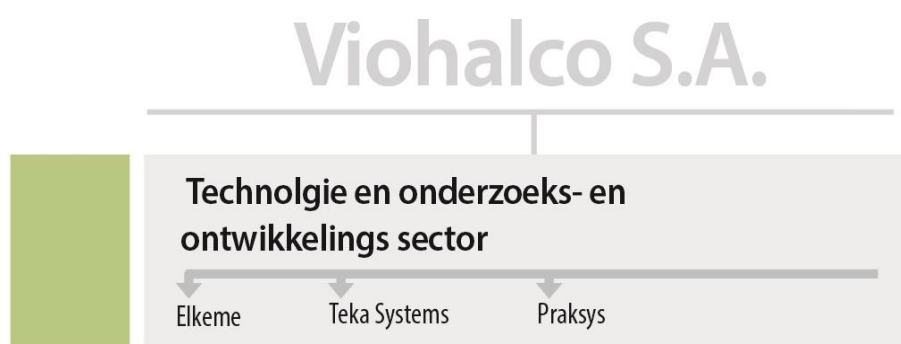 Viohalco S.A.
Technolgie en onderzoeks- en
ontwikkelings sector
Elkeme Teka Systems Praksys